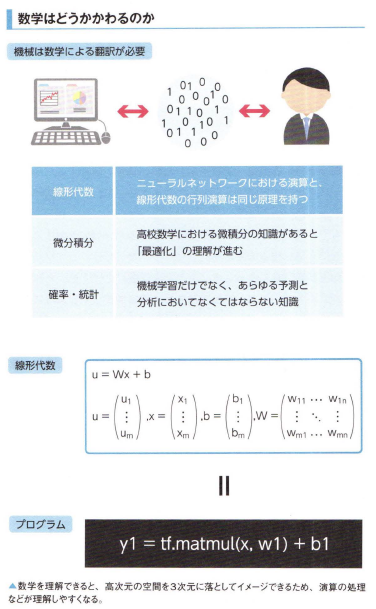 数学はどうかかわるのか
機械は数学による翻訳が必要
1 01 0
0 0 0 1
0 1 1 0 1 0
1 0 1 0 1
0 1 1 0 0
0 1
線形代数
ニューラルネットワークにおける演算と、
線形代数の行列演算は同じ原理を持つ
微分積分
高校数学における微積分の知識があると
「最適化」の理解が進む
確率・統計
機械学習だけでなく、あらゆる予測と
分析においてなくてはならない知識
線形代数
u = Wx + b
u = (u1 ⋮ um) ,x = (x1 ⋮ xm) ,b = (b1 ⋮ bm) ,W = (w11 … w1n ⋮ ⋱ ⋮ wm1 … wmn)
=
プログラム
y1 = tf.matmul(x, w1) + b1
▲数学を理解できると、高次元の空間を3次元に落としてイメージできるため、演算の処理
などが理解しやすくなる。